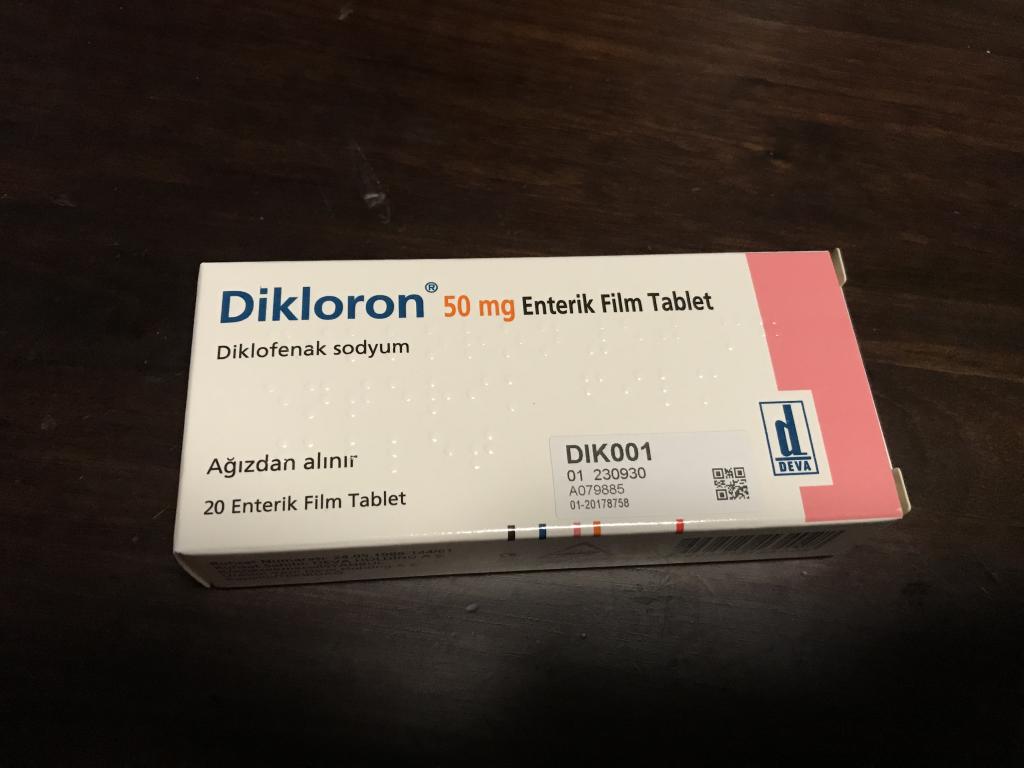 Dikloron® 50 mg Enterik Film Tablet
Diklofenak sodyum
Ağızdan alınır
20 Enterik Film Tablet
DIK001
01 230930
A079885
01-20178758
d
DEVA